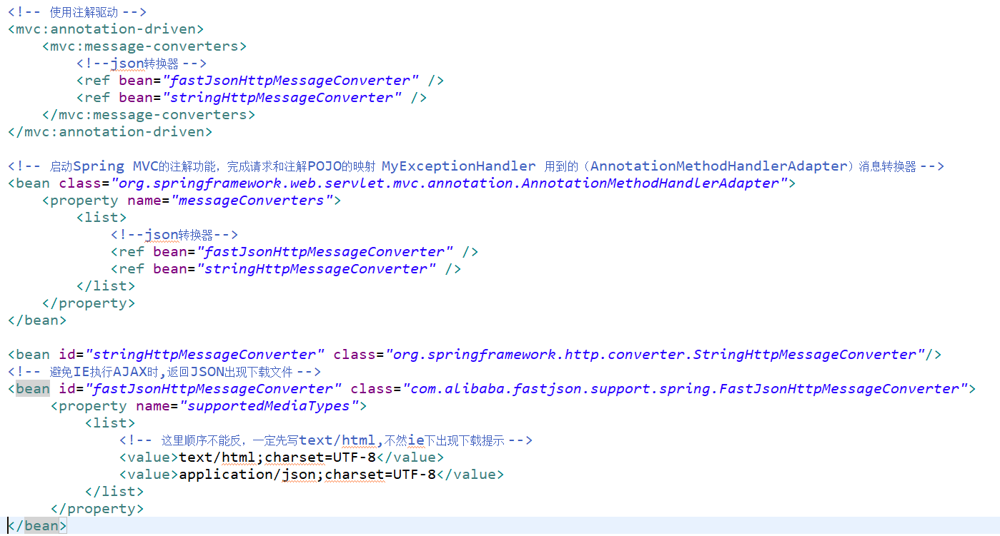 <!-- 使用注解驱动 -->
<mvc:annotation-driven>
    <mvc:message-converters>
        <!--json转换器 -->
        <ref bean="fastJsonHttpMessageConverter" />
        <ref bean="stringHttpMessageConverter" />
    </mvc:message-converters>
</mvc:annotation-driven>

<!-- 启动Spring MVC的注解功能，完成请求和注解POJO的映射 MyExceptionHandler 用到的（AnnotationMethodHandlerAdapter）消息转换器 -->
<bean class="org.springframework.web.servlet.mvc.annotation.AnnotationMethodHandlerAdapter">
    <property name="messageConverters">
        <list>
            <!--json转换器-->
            <ref bean="fastJsonHttpMessageConverter" />
            <ref bean="stringHttpMessageConverter" />
        </list>
    </property>
</bean>

<bean id="stringHttpMessageConverter" class="org.springframework.http.converter.StringHttpMessageConverter"/>
<!-- 避免IE执行AJAX时,返回JSON出现下载文件 -->
<bean id="fastJsonHttpMessageConverter" class="com.alibaba.fastjson.support.spring.FastJsonHttpMessageConverter">
     <property name="supportedMediaTypes">
         <list>
             <!-- 这里顺序不能反，一定先写text/html,不然ie下出现下载提示 -->
             <value>text/html;charset=UTF-8</value>
             <value>application/json;charset=UTF-8</value>
         </list>
     </property>
</bean>